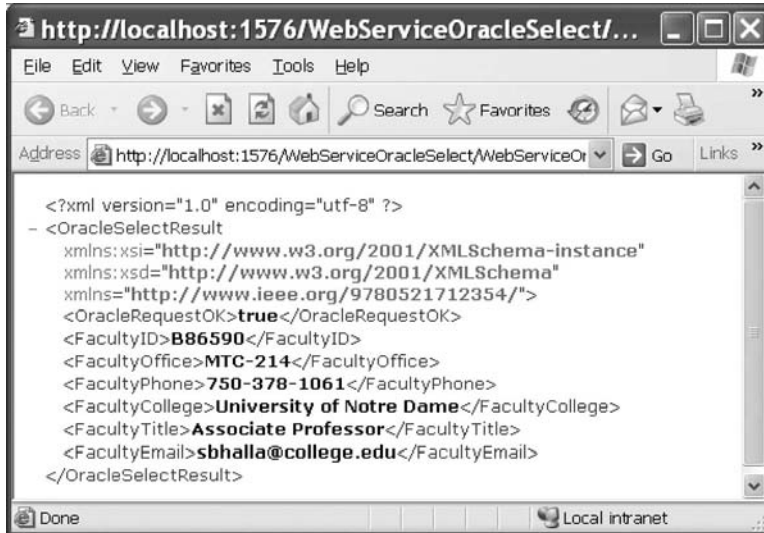 http://localhost:1576/WebServiceOracleSelect/...
File Edit View Favorites Tools Help
Back Search Favorites »
Address http://localhost:1576/WebServiceOracleSelect/WebServiceOr Go Links »
<?xml version="1.0" encoding="utf-8" ?>
- <OracleSelectResult
xmlns:xsi="http://www.w3.org/2001/XMLSchema-instance"
xmlns:xsd="http://www.w3.org/2001/XMLSchema"
xmlns="http://www.ieee.org/9780521712354/">
<OracleRequestOK>true</OracleRequestOK>
<FacultyID>B86590</FacultyID>
<FacultyOffice>MTC-214</FacultyOffice>
<FacultyPhone>750-378-1061</FacultyPhone>
<FacultyCollege>University of Notre Dame</FacultyCollege>
<FacultyTitle>Associate Professor</FacultyTitle>
<FacultyEmail>sbhalla@college.edu</FacultyEmail>
</OracleSelectResult>
Done Local intranet